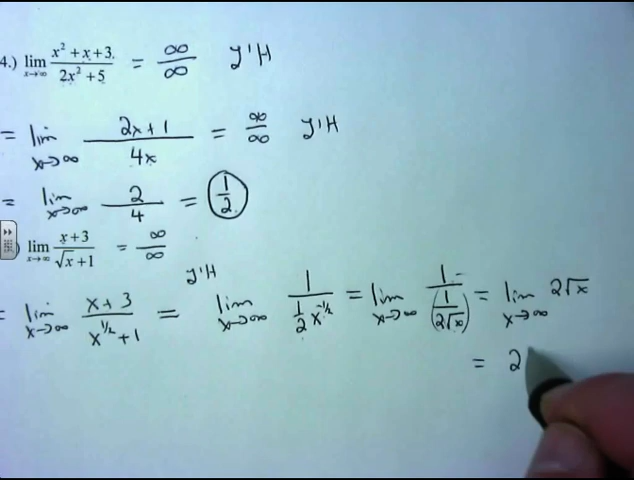 4.) lim x→∞ (x² + x + 3)/(2x² + 5) = ∞/∞ L'H
= lim x→∞ (2x + 1)/(4x) = ∞/∞ L'H
= lim x→∞ 2/4 = 1/2
) lim x→∞ (x + 3)/(√x + 1) = ∞/∞
L'H
= lim x→∞ (x + 3)/(x^(1/2) + 1) = lim x→∞ 1/(1/2 x^(-1/2)) = lim x→∞ 1/(1/(2√x)) = lim x→∞ 2√x
= 2